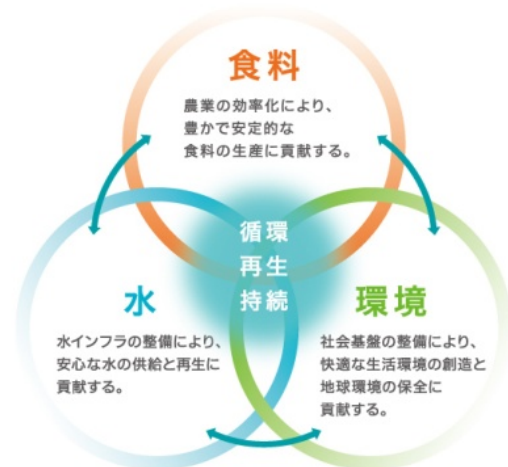 食料
農業の効率化により、
豊かで安定的な
食料の生産に貢献する。
循環
再生
持続
水
水インフラの整備により、
安心な水の供給と再生に
貢献する。
環境
社会基盤の整備により、
快適な生活環境の創造と
地球環境の保全に
貢献する。